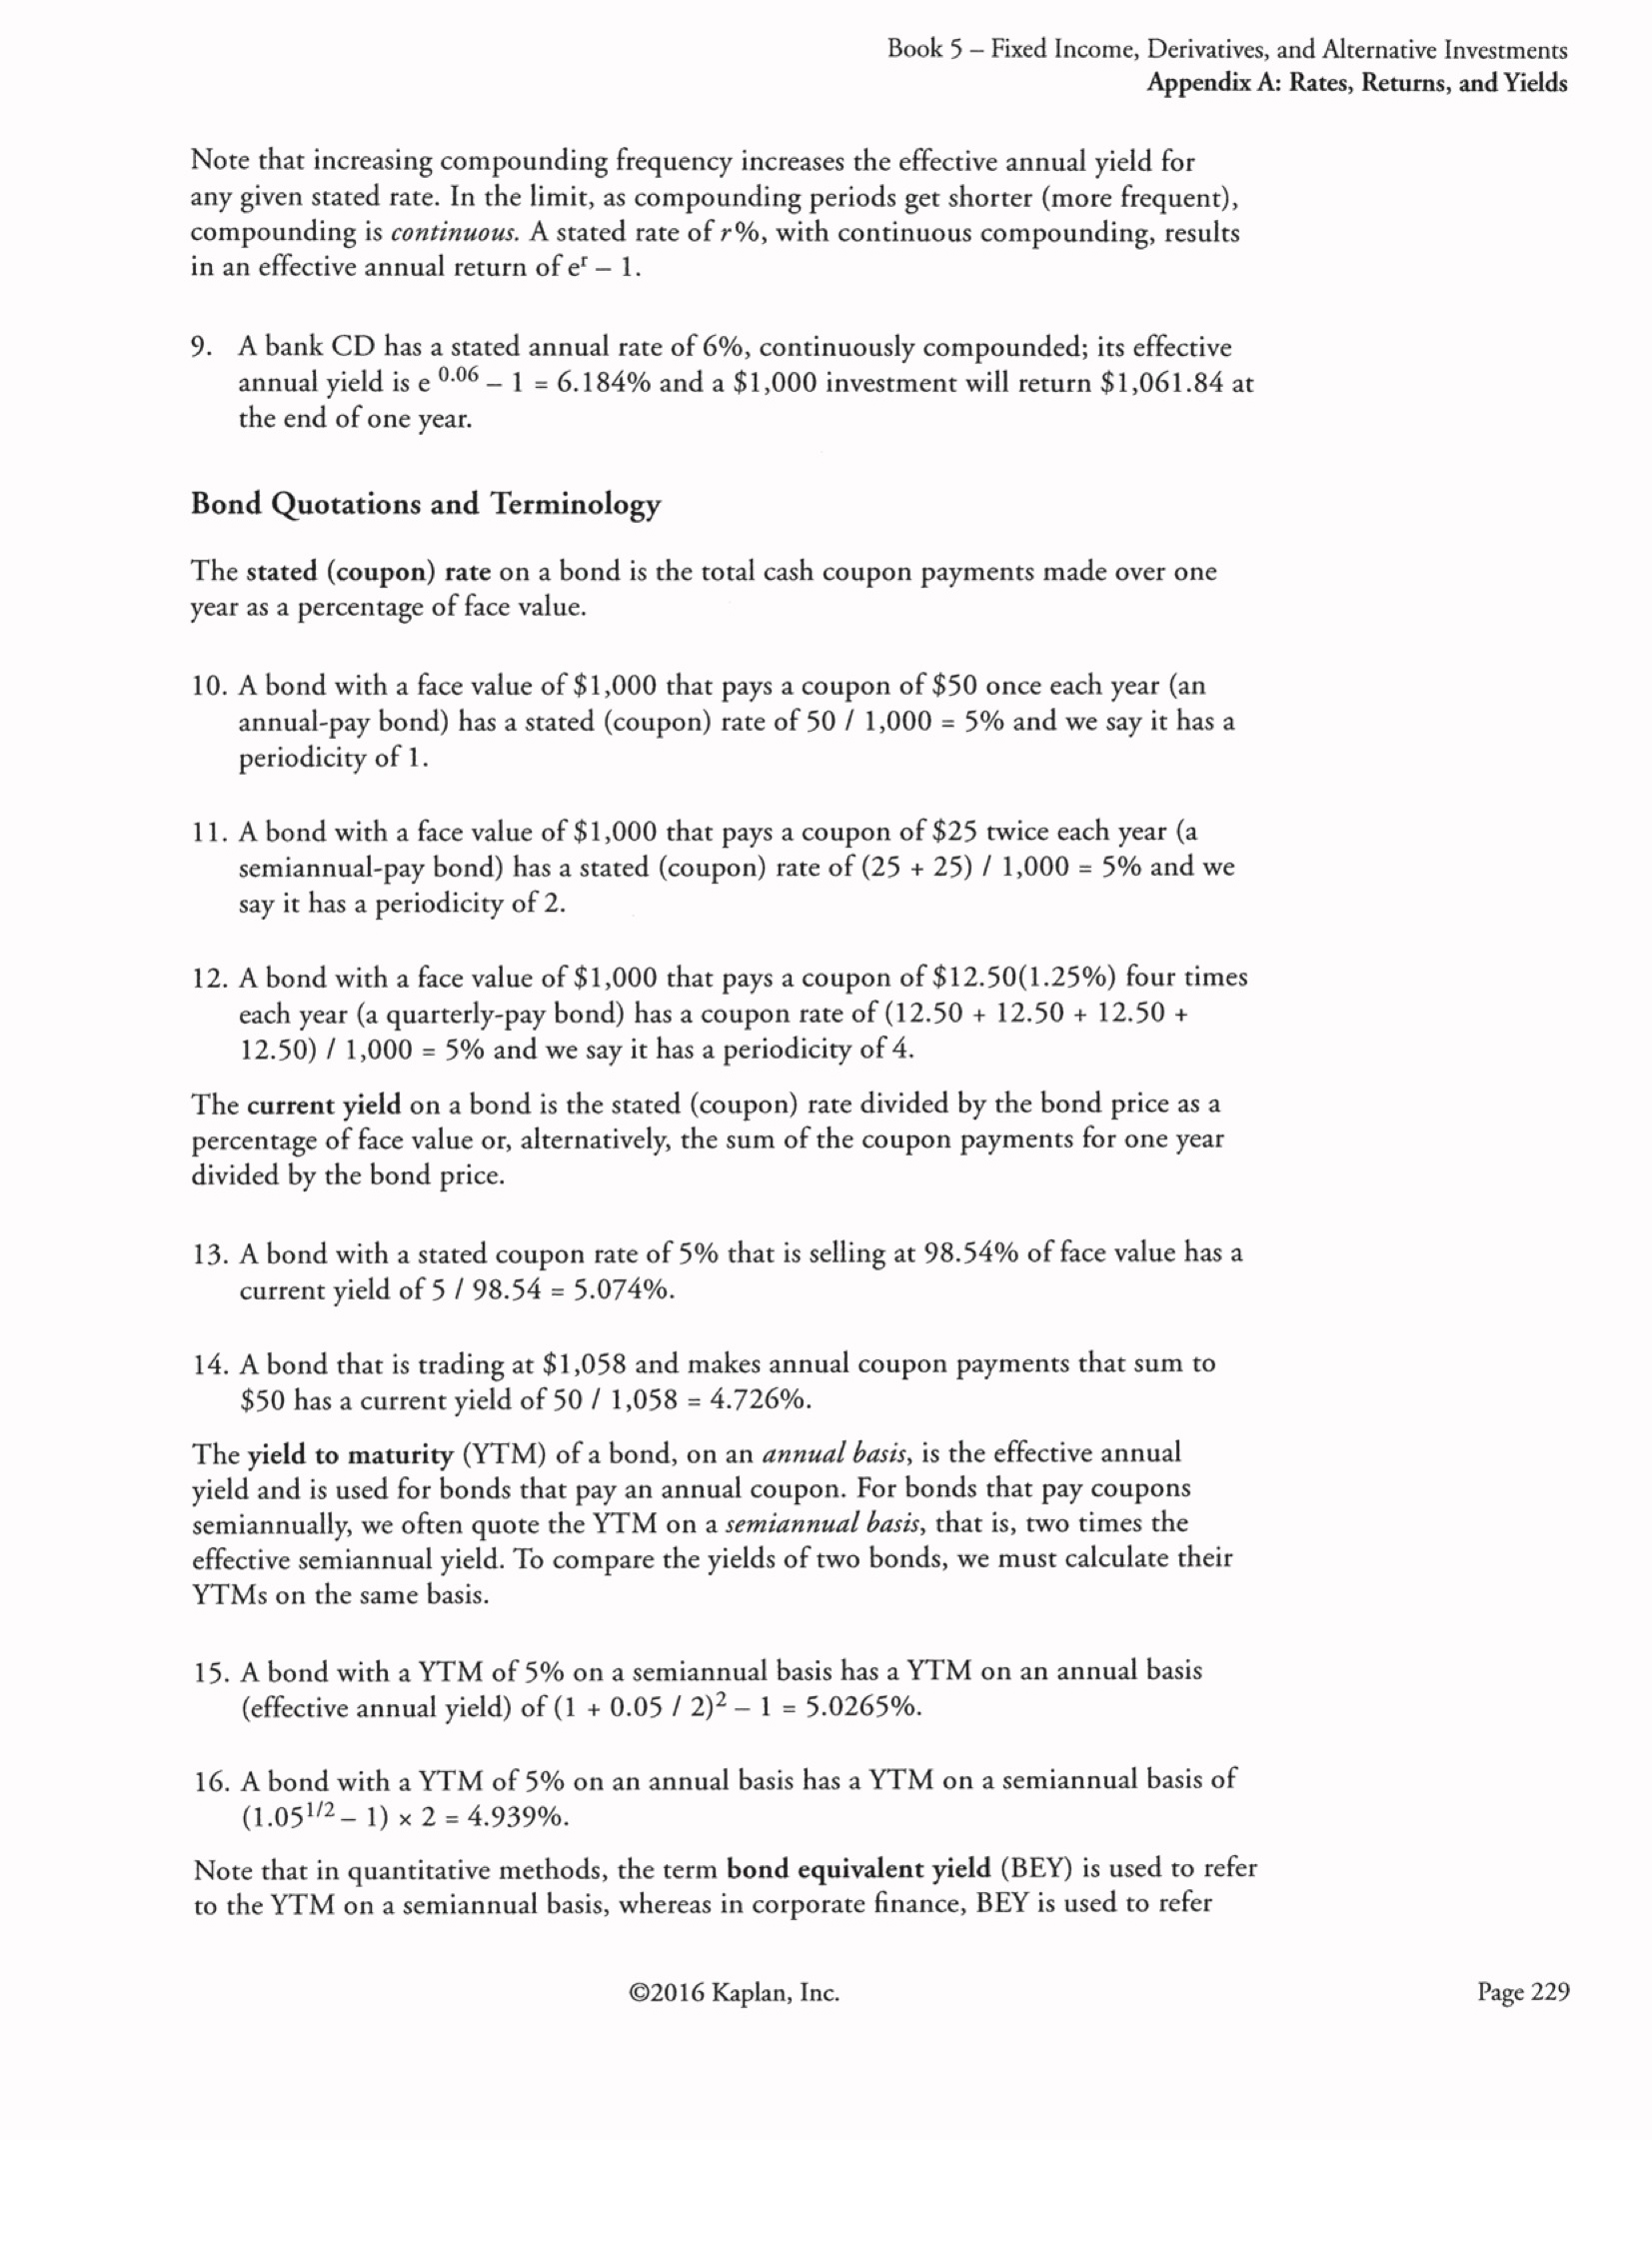 Book 5 – Fixed Income, Derivatives, and Alternative Investments
Appendix A: Rates, Returns, and Yields
Note that increasing compounding frequency increases the effective annual yield for
any given stated rate. In the limit, as compounding periods get shorter (more frequent),
compounding is continuous. A stated rate of r%, with continuous compounding, results
in an effective annual return of eʳ – 1.
9. A bank CD has a stated annual rate of 6%, continuously compounded; its effective
annual yield is e ⁰·⁰⁶ – 1 = 6.184% and a $1,000 investment will return $1,061.84 at
the end of one year.
Bond Quotations and Terminology
The stated (coupon) rate on a bond is the total cash coupon payments made over one
year as a percentage of face value.
10. A bond with a face value of $1,000 that pays a coupon of $50 once each year (an
annual-pay bond) has a stated (coupon) rate of 50 / 1,000 = 5% and we say it has a
periodicity of 1.
11. A bond with a face value of $1,000 that pays a coupon of $25 twice each year (a
semiannual-pay bond) has a stated (coupon) rate of (25 + 25) / 1,000 = 5% and we
say it has a periodicity of 2.
12. A bond with a face value of $1,000 that pays a coupon of $12.50(1.25%) four times
each year (a quarterly-pay bond) has a coupon rate of (12.50 + 12.50 + 12.50 +
12.50) / 1,000 = 5% and we say it has a periodicity of 4.
The current yield on a bond is the stated (coupon) rate divided by the bond price as a
percentage of face value or, alternatively, the sum of the coupon payments for one year
divided by the bond price.
13. A bond with a stated coupon rate of 5% that is selling at 98.54% of face value has a
current yield of 5 / 98.54 = 5.074%.
14. A bond that is trading at $1,058 and makes annual coupon payments that sum to
$50 has a current yield of 50 / 1,058 = 4.726%.
The yield to maturity (YTM) of a bond, on an annual basis, is the effective annual
yield and is used for bonds that pay an annual coupon. For bonds that pay coupons
semiannually, we often quote the YTM on a semiannual basis, that is, two times the
effective semiannual yield. To compare the yields of two bonds, we must calculate their
YTMs on the same basis.
15. A bond with a YTM of 5% on a semiannual basis has a YTM on an annual basis
(effective annual yield) of (1 + 0.05 / 2)² – 1 = 5.0265%.
16. A bond with a YTM of 5% on an annual basis has a YTM on a semiannual basis of
(1.05¹ᐟ² – 1) × 2 = 4.939%.
Note that in quantitative methods, the term bond equivalent yield (BEY) is used to refer
to the YTM on a semiannual basis, whereas in corporate finance, BEY is used to refer
©2016 Kaplan, Inc.
Page 229